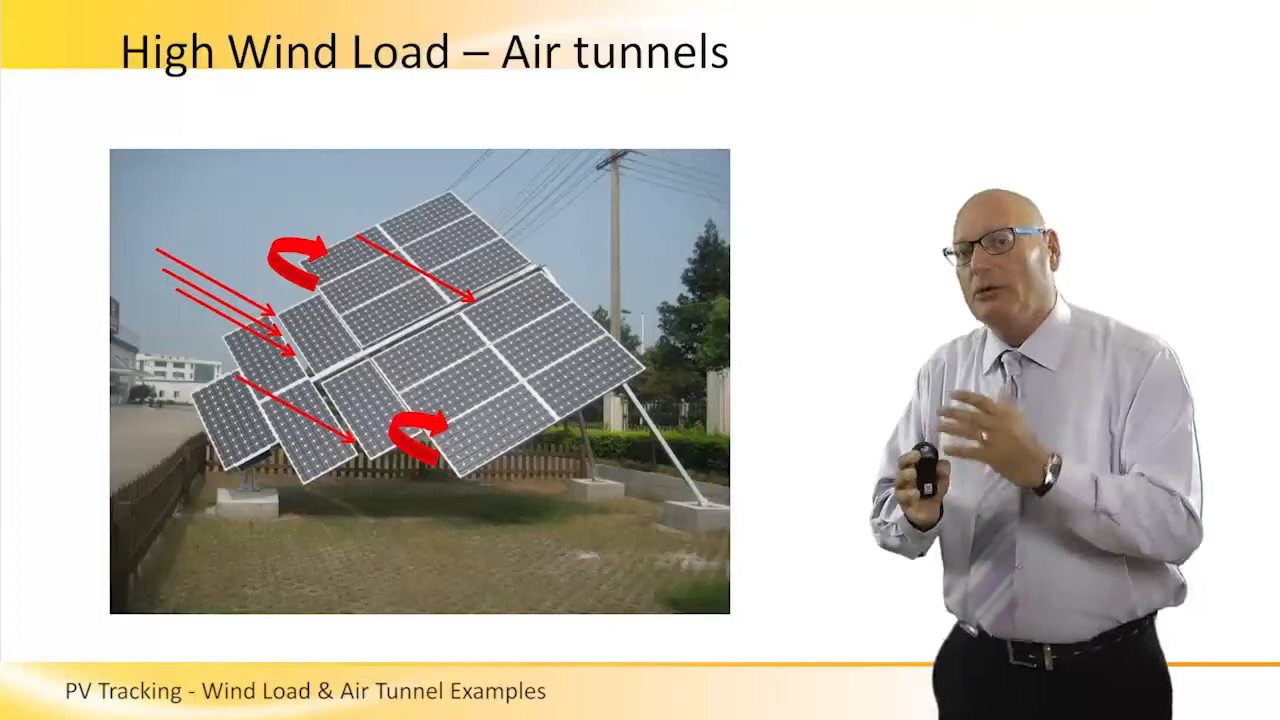 High Wind Load – Air tunnels
PV Tracking - Wind Load & Air Tunnel Examples